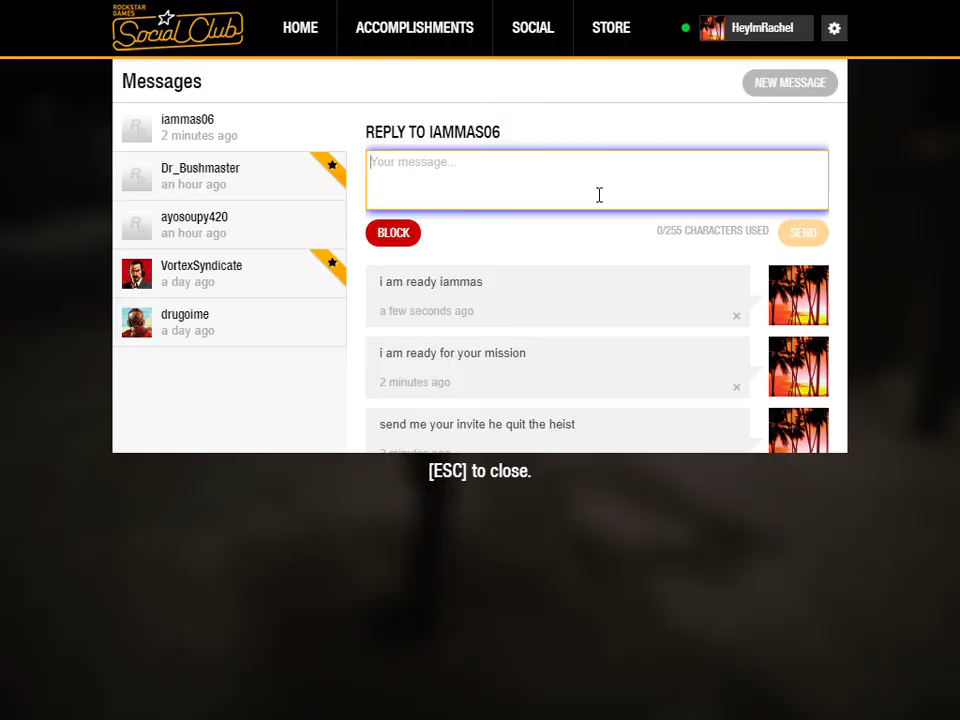 ROCKSTAR
GAMES
Social Club
HOME
ACCOMPLISHMENTS
SOCIAL
STORE
HeyImRachel
Messages
NEW MESSAGE
iammas06
2 minutes ago
Dr_Bushmaster
an hour ago
ayosoupy420
an hour ago
VortexSyndicate
a day ago
drugoime
a day ago
REPLY TO IAMMAS06
Your message...
BLOCK
0/255 CHARACTERS USED
SEND
i am ready iammas
a few seconds ago
i am ready for your mission
2 minutes ago
send me your invite he quit the heist
2 minutes ago
[ESC] to close.